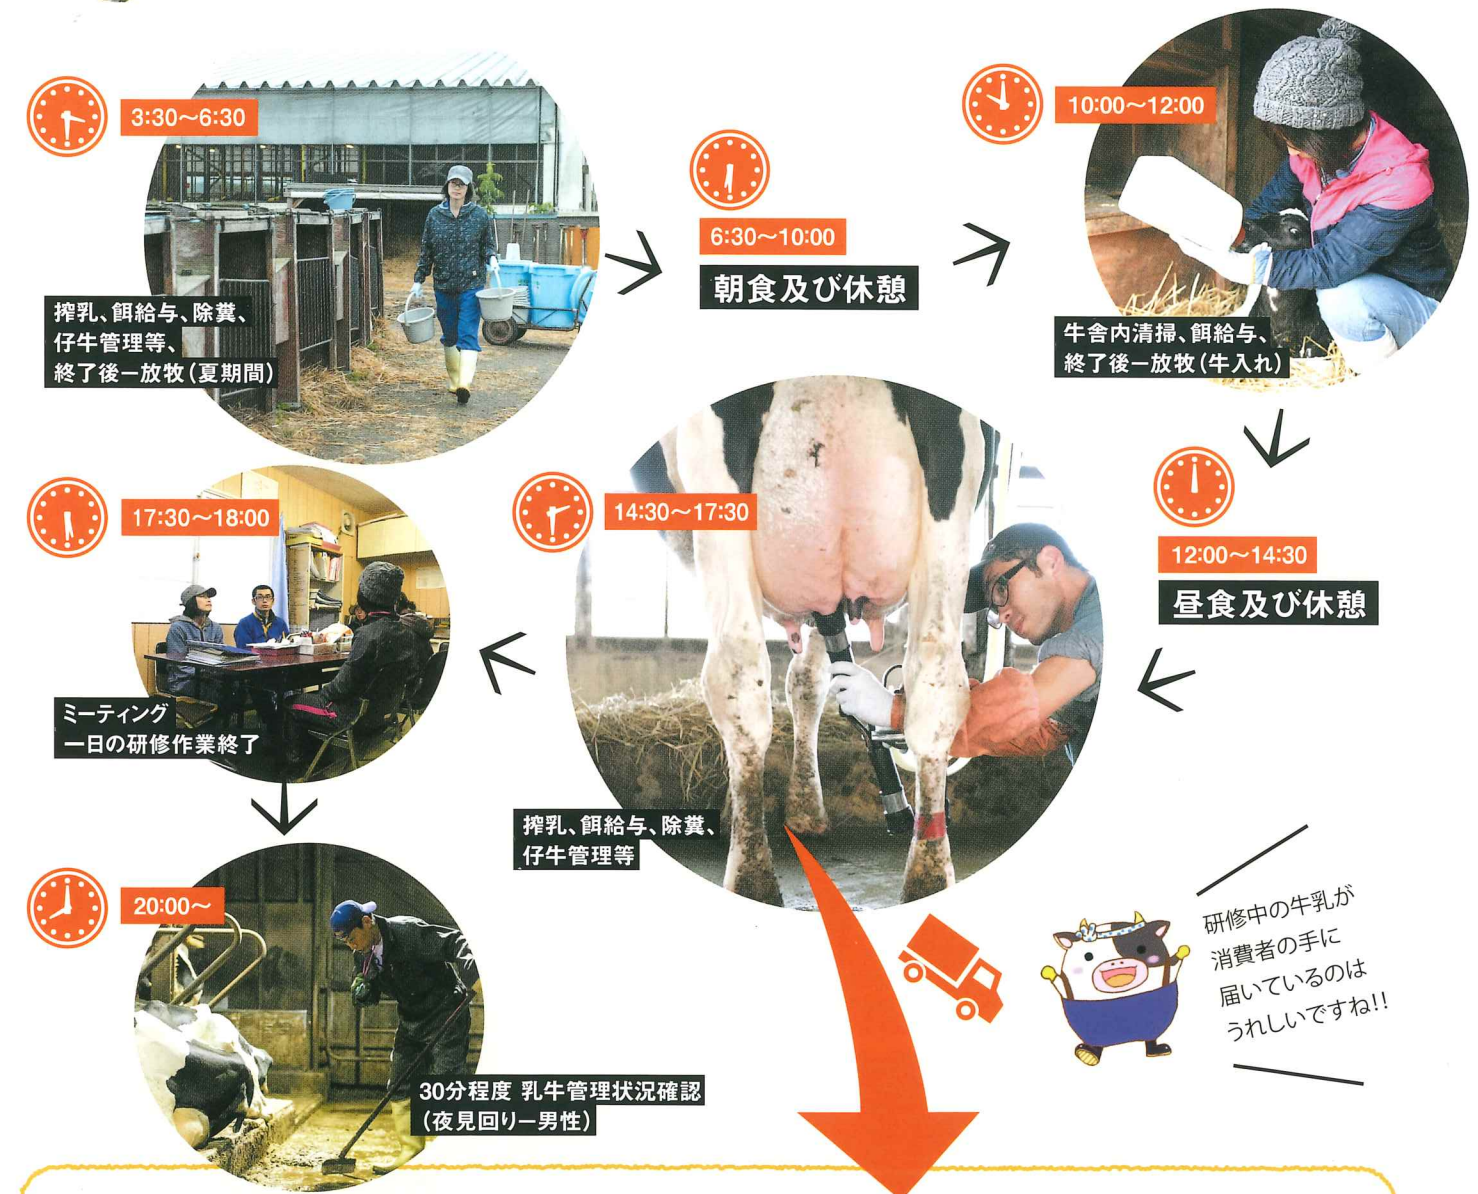 3:30〜6:30
搾乳、餌給与、除糞、
仔牛管理等、
終了後ー放牧(夏期間)
6:30〜10:00
朝食及び休憩
10:00〜12:00
牛舎内清掃、餌給与、
終了後ー放牧(牛入れ)
12:00〜14:30
昼食及び休憩
14:30〜17:30
搾乳、餌給与、除糞、
仔牛管理等
17:30〜18:00
ミーティング
一日の研修作業終了
20:00〜
30分程度 乳牛管理状況確認
(夜見回りー男性)
研修中の牛乳が
消費者の手に
届いているのは
うれしいですね!!